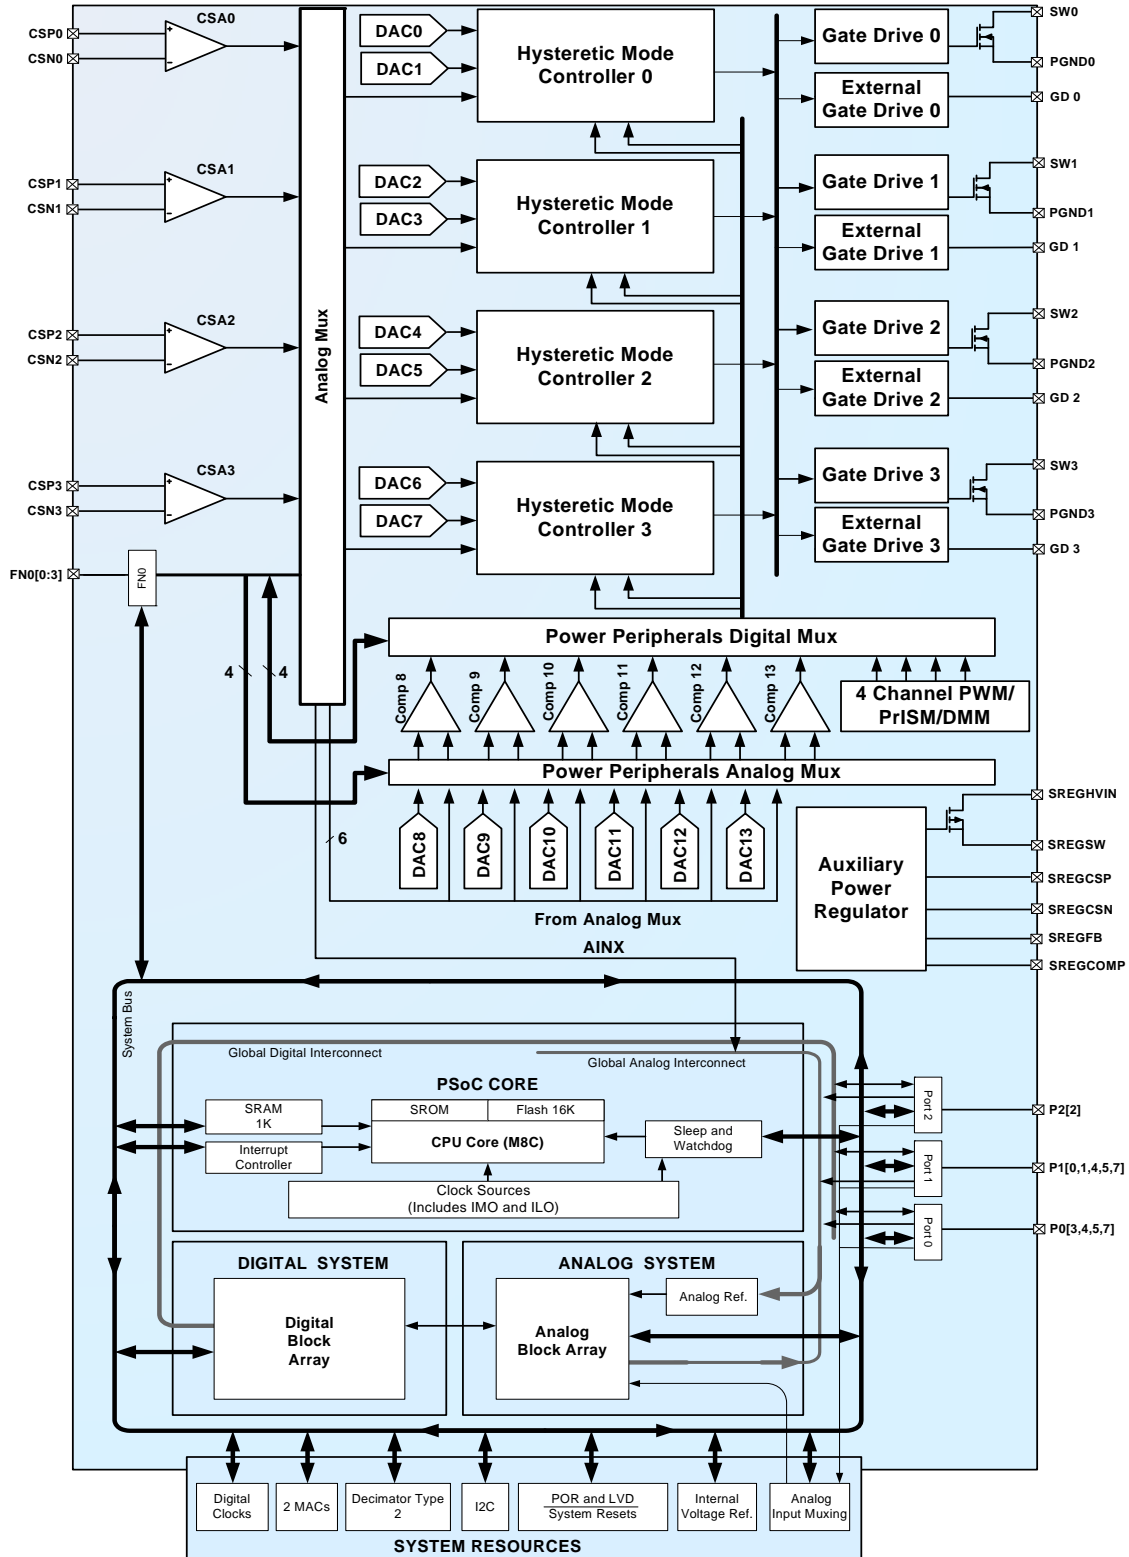 CSA0
CSP0
CSN0
CSA1
CSP1
CSN1
CSA2
CSP2
CSN2
CSA3
CSP3
CSN3
FN0[0:3]
FN0
Analog Mux
DAC0
DAC1
Hysteretic Mode
Controller 0
DAC2
DAC3
Hysteretic Mode
Controller 1
DAC4
DAC5
Hysteretic Mode
Controller 2
DAC6
DAC7
Hysteretic Mode
Controller 3
Gate Drive 0
External
Gate Drive 0
SW0
PGND0
GD 0
Gate Drive 1
External
Gate Drive 1
SW1
PGND1
GD 1
Gate Drive 2
External
Gate Drive 2
SW2
PGND2
GD 2
Gate Drive 3
External
Gate Drive 3
SW3
PGND3
GD 3
4
4
Power Peripherals Digital Mux
Comp 8
Comp 9
Comp 10
Comp 11
Comp 12
Comp 13
4 Channel PWM/
PrISM/DMM
Power Peripherals Analog Mux
6
DAC8
DAC9
DAC10
DAC11
DAC12
DAC13
From Analog Mux
AINX
Auxiliary
Power
Regulator
SREGHVIN
SREGSW
SREGCSP
SREGCSN
SREGFB
SREGCOMP
System Bus
Global Digital Interconnect
Global Analog Interconnect
PSoC CORE
SRAM
1K
SROM
Flash 16K
CPU Core (M8C)
Interrupt
Controller
Sleep and
Watchdog
Clock Sources
(Includes IMO and ILO)
Port 2
P2[2]
Port 1
P1[0,1,4,5,7]
Port 0
P0[3,4,5,7]
DIGITAL SYSTEM
Digital
Block
Array
ANALOG SYSTEM
Analog
Block Array
Analog Ref.
Digital
Clocks
2 MACs
Decimator Type
2
I2C
POR and LVD
System Resets
Internal
Voltage Ref.
Analog
Input Muxing
SYSTEM RESOURCES